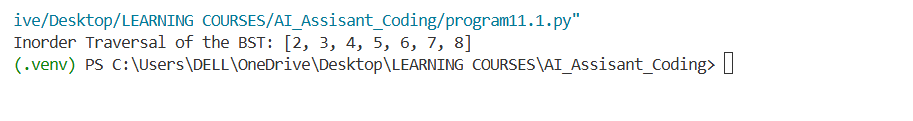 ive/Desktop/LEARNING COURSES/AI_Assisant_Coding/program11.1.py"
Inorder Traversal of the BST: [2, 3, 4, 5, 6, 7, 8]
(.venv) PS C:\Users\DELL\OneDrive\Desktop\LEARNING COURSES\AI_Assisant_Coding>